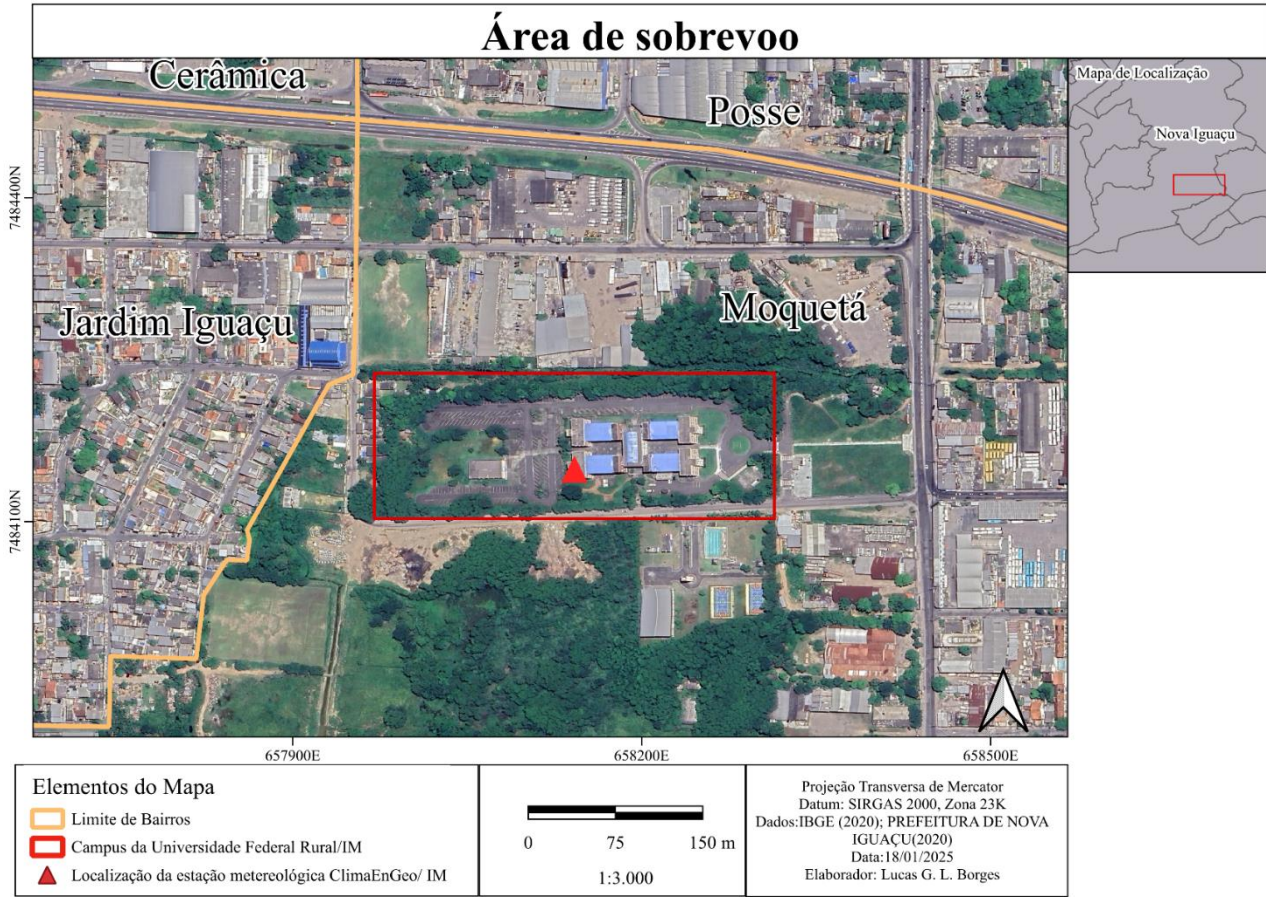 Área de sobrevoo
Cerâmica
Posse
Mapa de Localização
Nova Iguaçu
7484400N
Jardim Iguaçu
Moquetá
7484100N
657900E
658200E
658500E
Elementos do Mapa
Limite de Bairros
Campus da Universidade Federal Rural/IM
Localização da estação metereológica ClimaEnGeo/ IM
0 75 150 m
1:3.000
Projeção Transversa de Mercator
Datum: SIRGAS 2000, Zona 23K
Dados:IBGE (2020); PREFEITURA DE NOVA
IGUAÇU(2020)
Data:18/01/2025
Elaborador: Lucas G. L. Borges